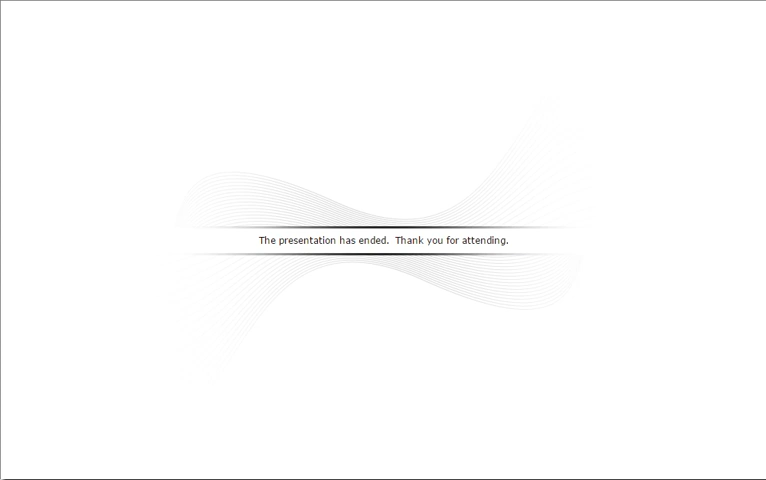 The presentation has ended.  Thank you for attending.